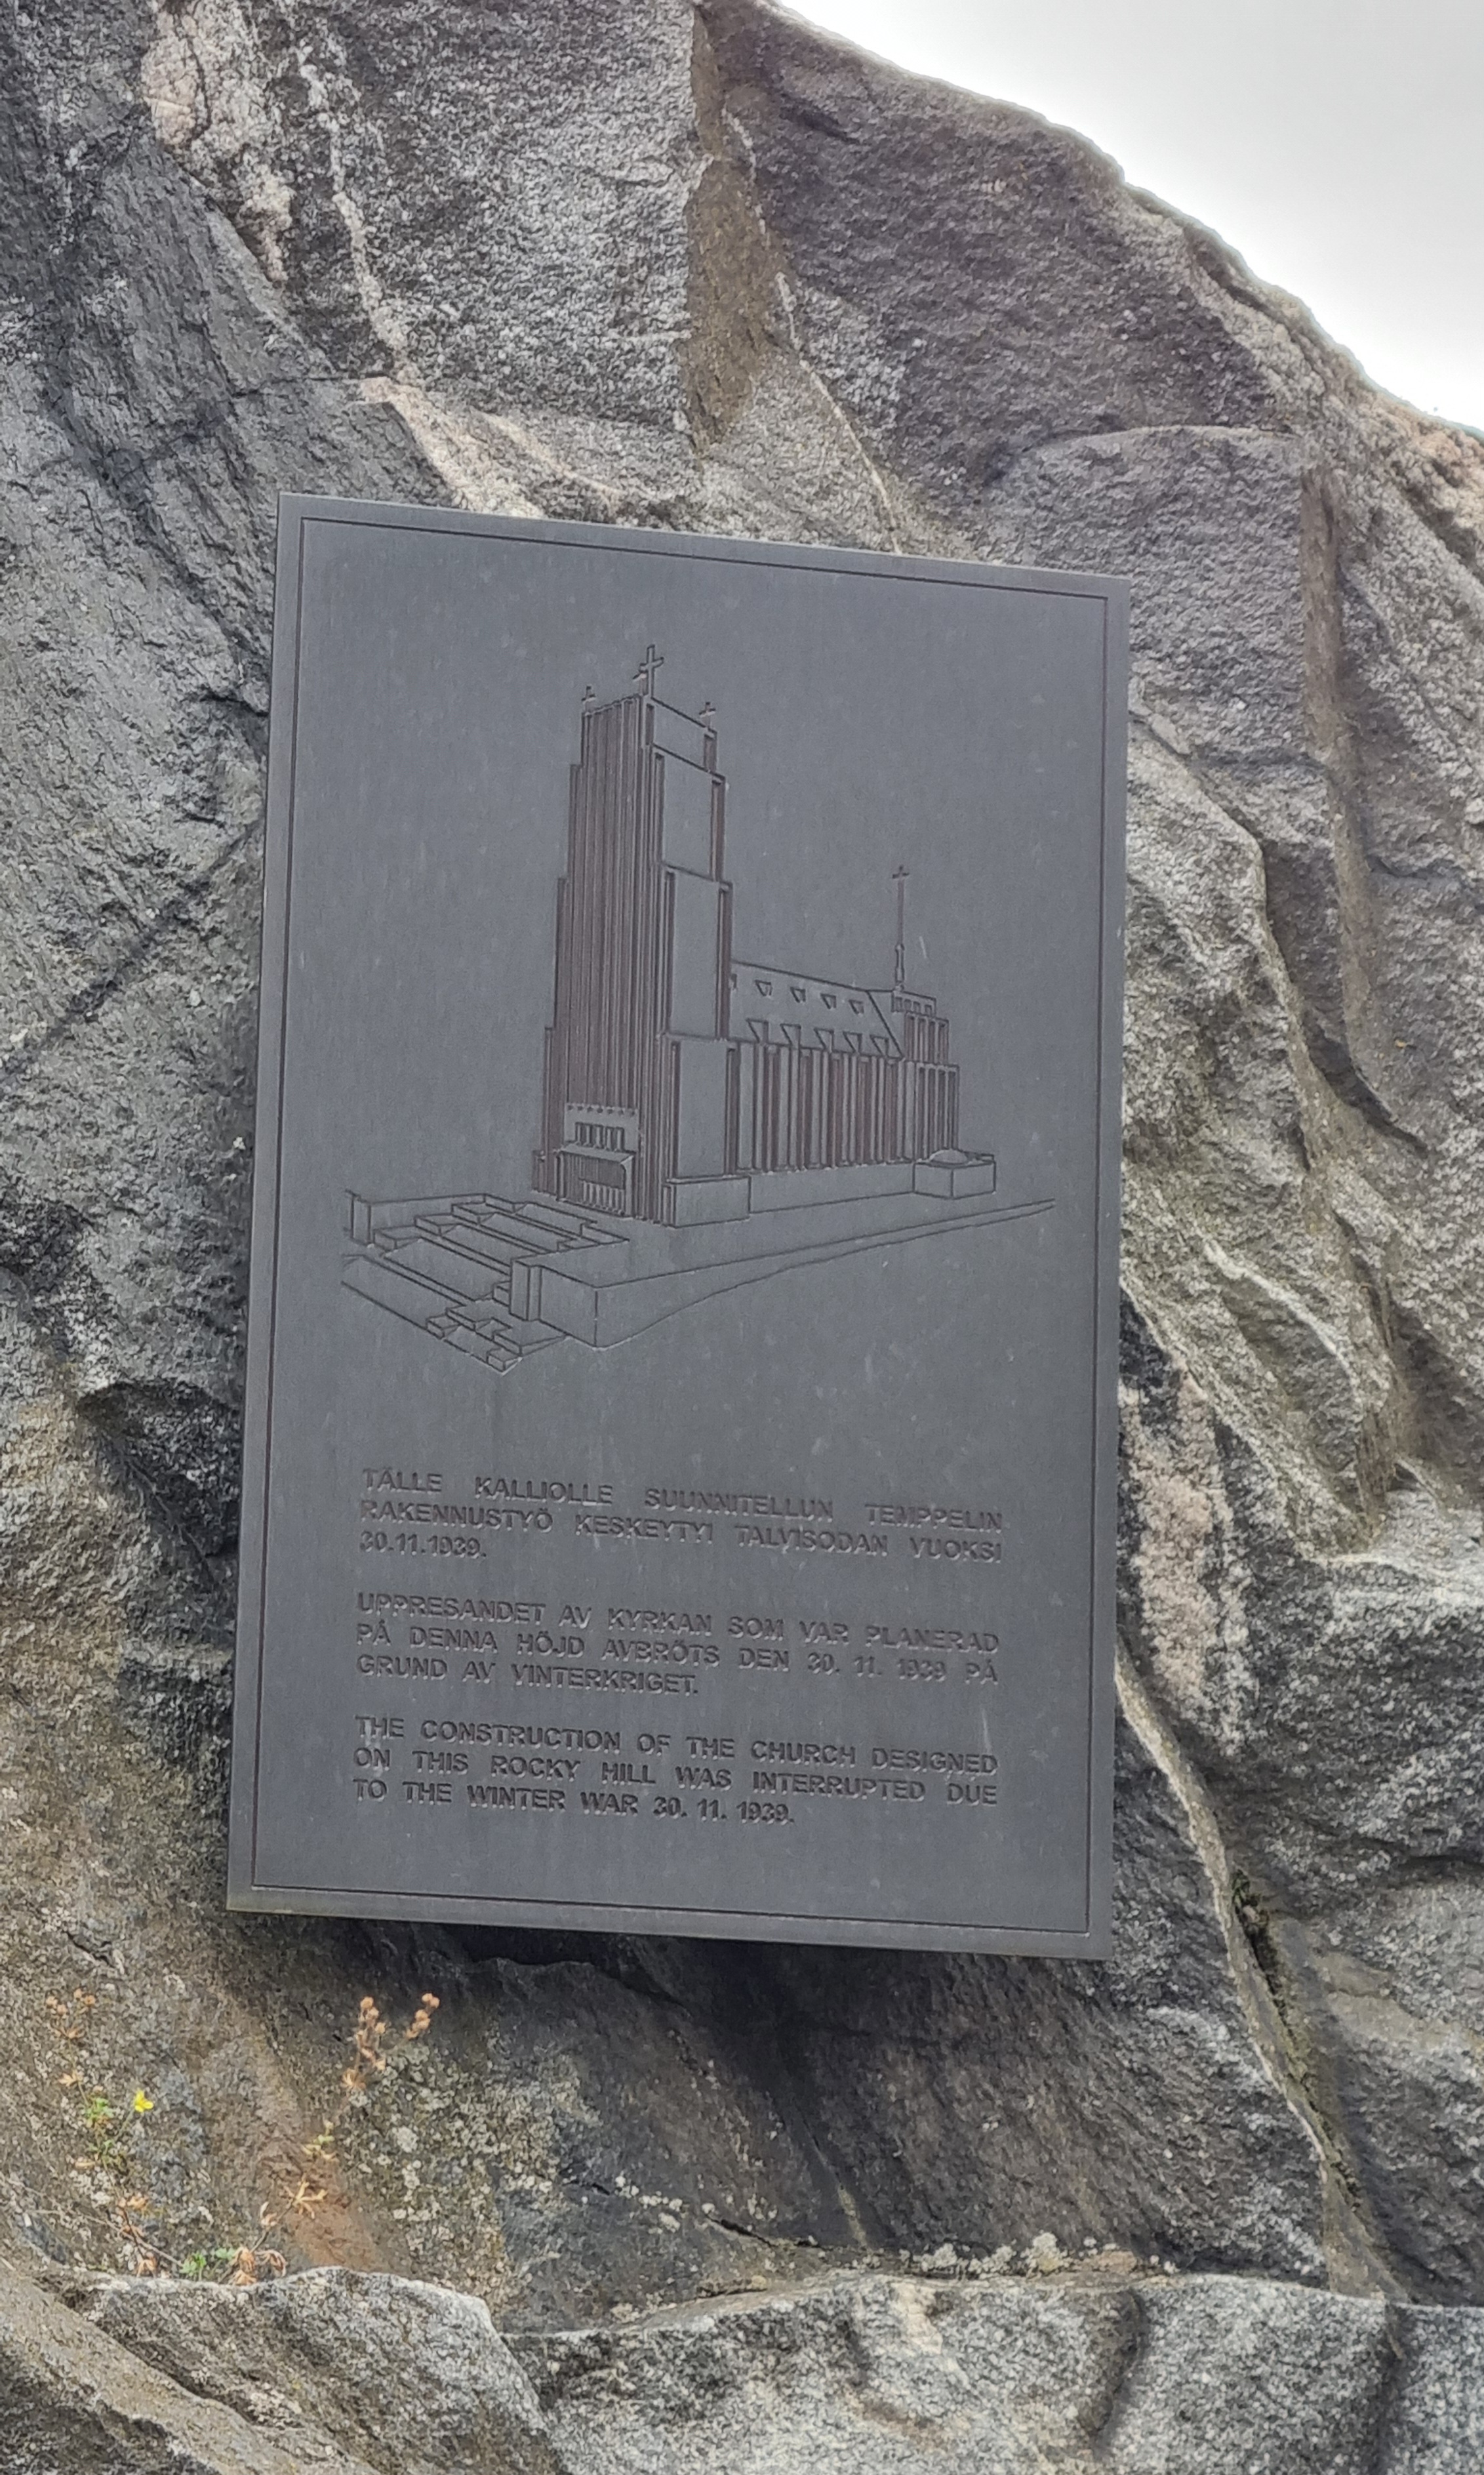 TÄLLE KALLIOLLE SUUNNITELLUN TEMPPELIN
RAKENNUSTYÖ KESKEYTYI TALVISODAN VUOKSI
30.11.1939.
UPPRESANDET AV KYRKAN SOM VAR PLANERAD
PÅ DENNA HÖJD AVBRÖTS DEN 30. 11. 1939 PÅ
GRUND AV VINTERKRIGET.
THE CONSTRUCTION OF THE CHURCH DESIGNED
ON THIS ROCKY HILL WAS INTERRUPTED DUE
TO THE WINTER WAR 30. 11. 1939.